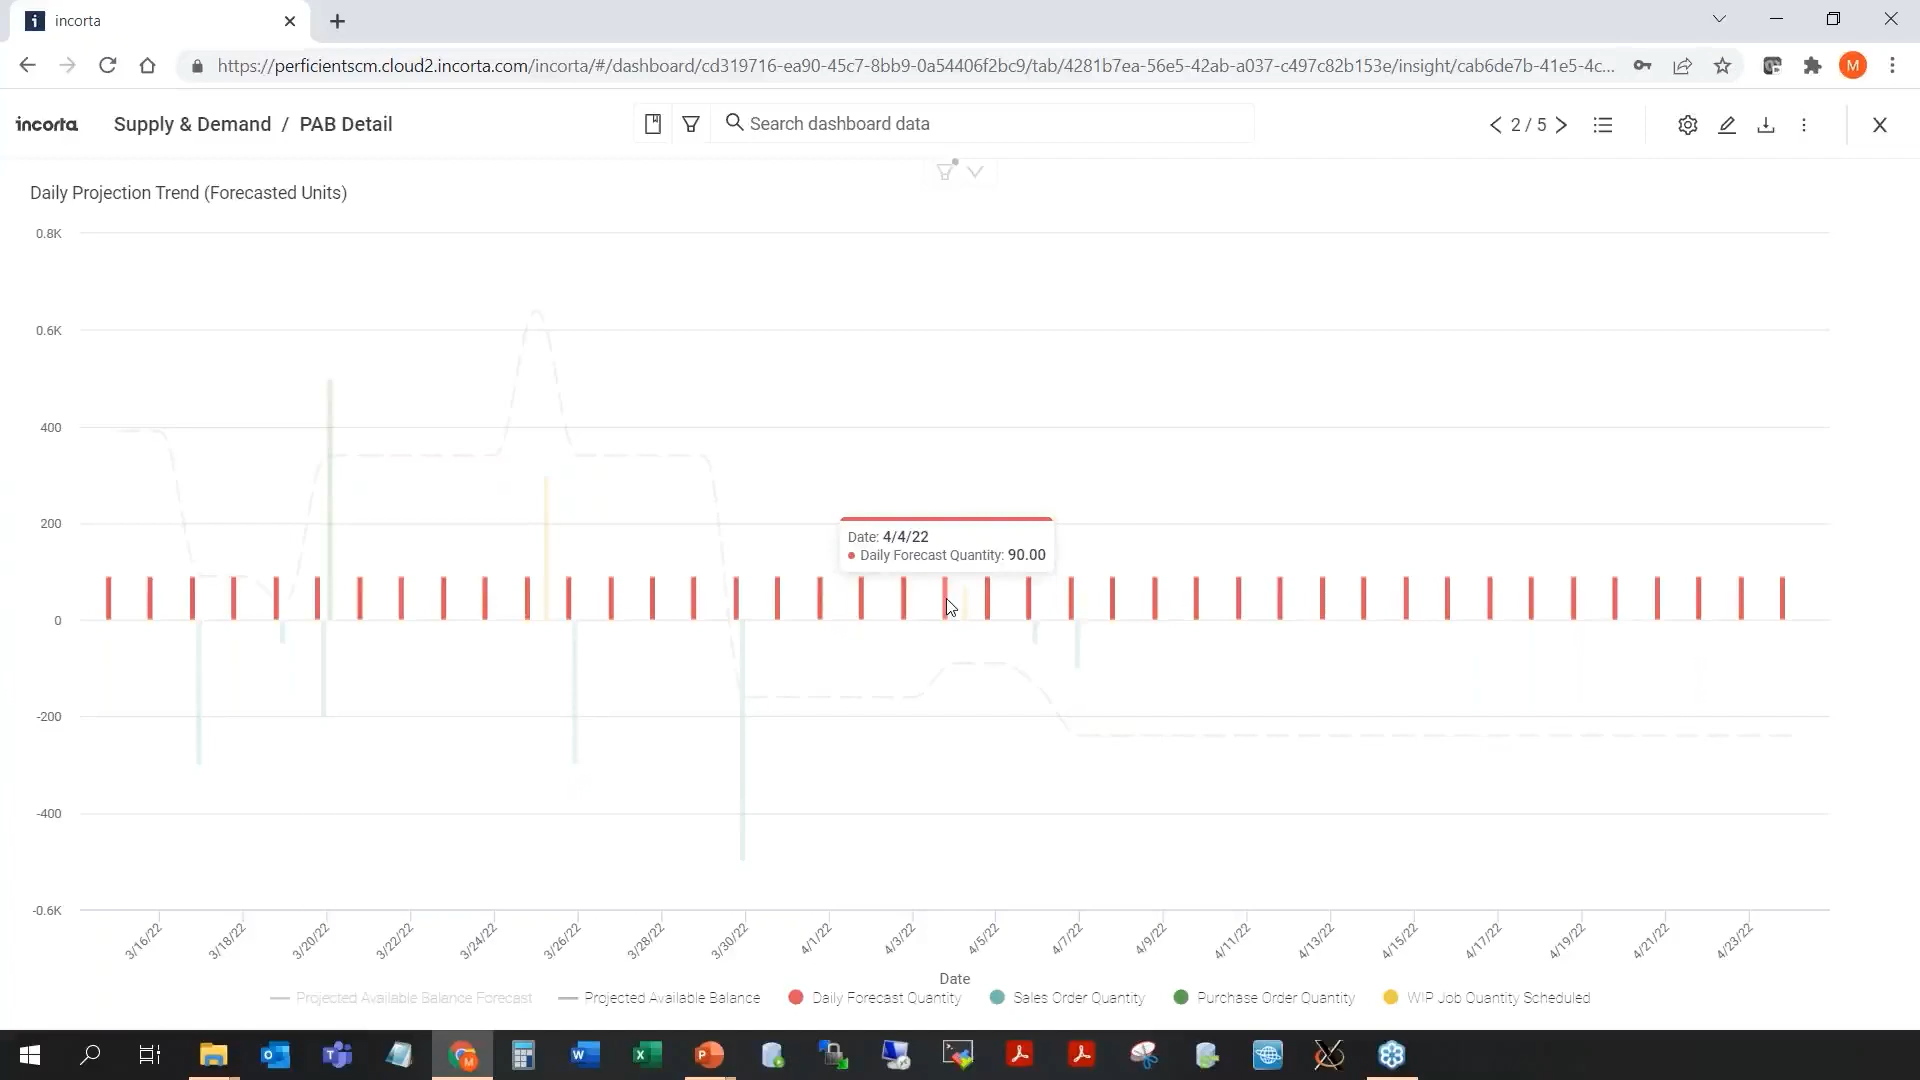 incorta
https://perficientscm.cloud2.incorta.com/incorta/#/dashboard/cd319716-ea90-45c7-8bb9-0a54406f2bc9/tab/4281b7ea-56e5-42ab-a037-c497c82b153e/insight/cab6de7b-41e5-4c...
M
incorta Supply & Demand / PAB Detail
Search dashboard data
2 / 5
Daily Projection Trend (Forecasted Units)
0.8K
0.6K
400
200
0
-200
-400
-0.6K
Date: 4/4/22
Daily Forecast Quantity: 90.00
3/16/22 3/18/22 3/20/22 3/22/22 3/24/22 3/26/22 3/28/22 3/30/22 4/1/22 4/3/22 4/5/22 4/7/22 4/9/22 4/11/22 4/13/22 4/15/22 4/17/22 4/19/22 4/21/22 4/23/22
Date
Projected Available Balance Forecast Projected Available Balance Daily Forecast Quantity Sales Order Quantity Purchase Order Quantity WIP Job Quantity Scheduled